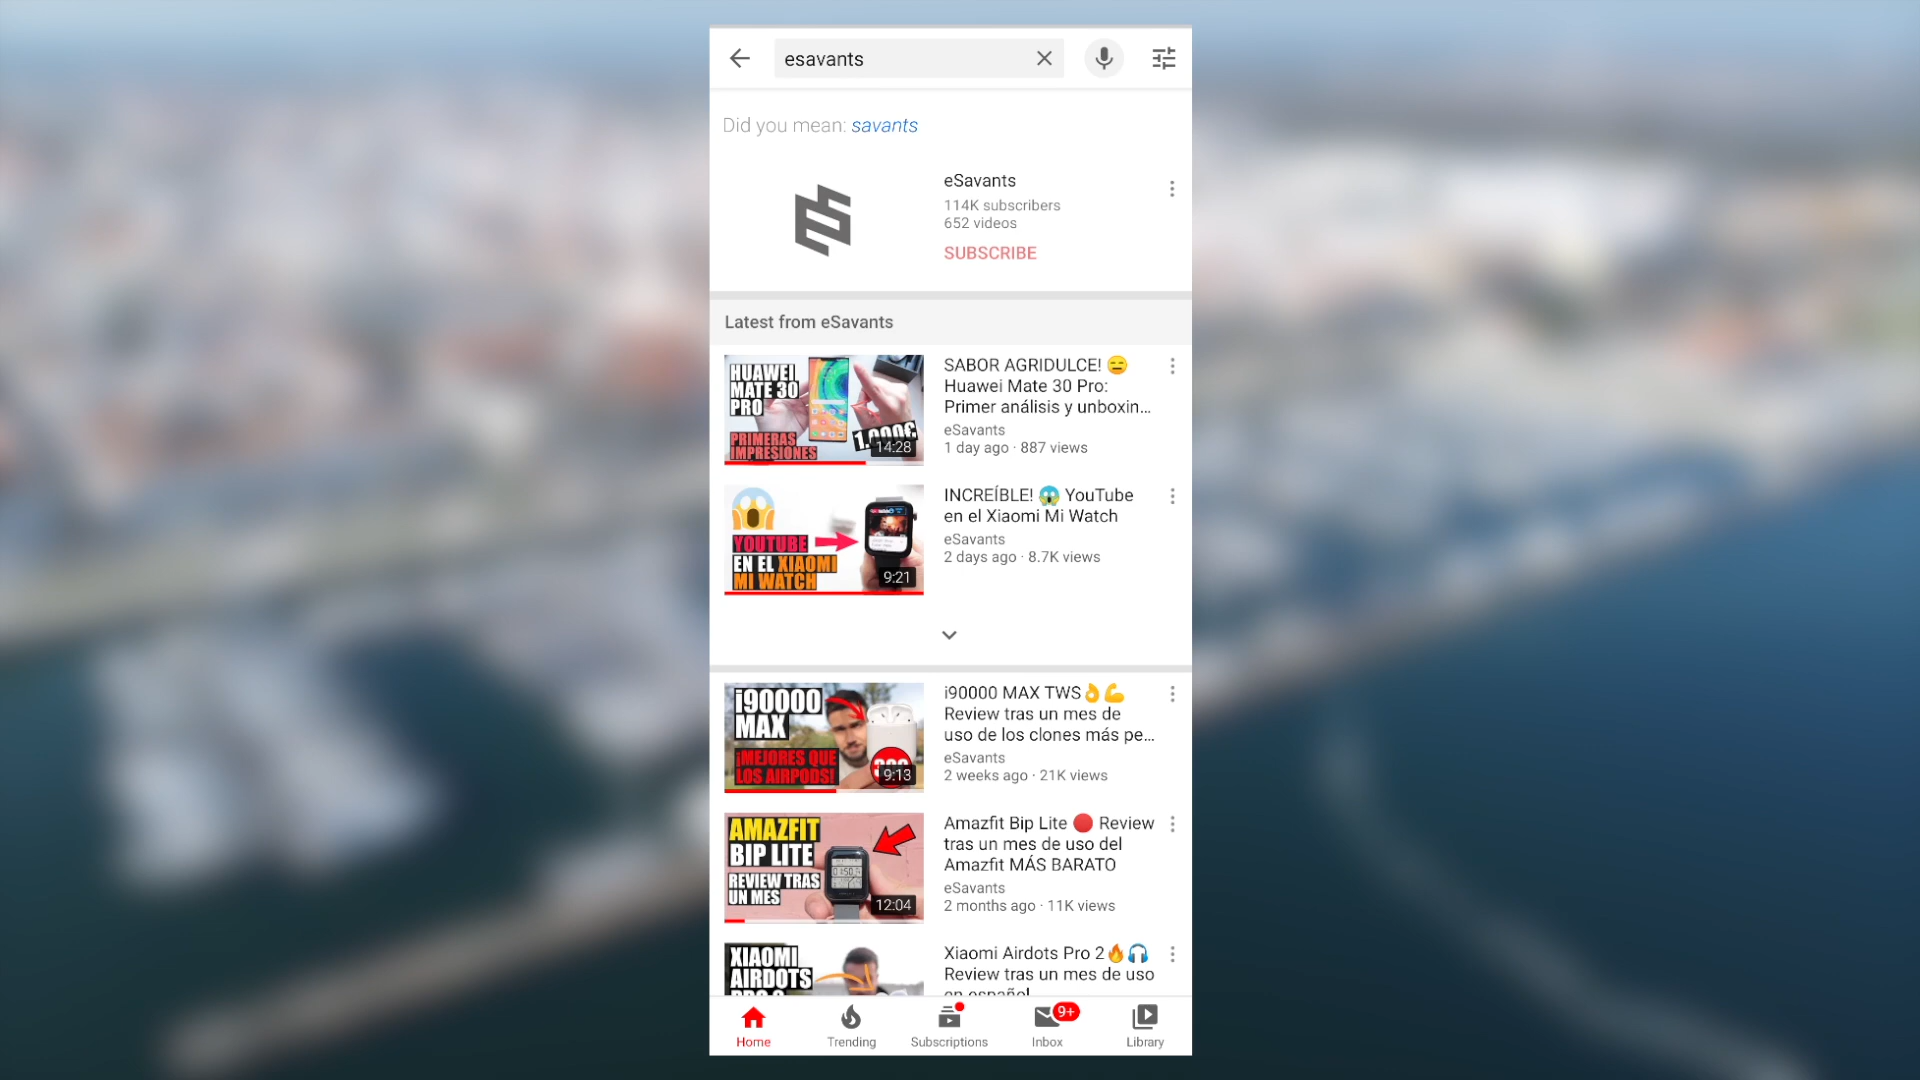 esavants
Did you mean: savants
eSavants
114K subscribers
652 videos
SUBSCRIBE
Latest from eSavants
HUAWEI
MATE 30
PRO
PRIMERAS
IMPRESIONES
1.000€
14:28
SABOR AGRIDULCE! 😑
Huawei Mate 30 Pro:
Primer análisis y unboxin...
eSavants
1 day ago · 887 views
YOUTUBE
EN EL XIAOMI
MI WATCH
9:21
INCREÍBLE! 😱 YouTube
en el Xiaomi Mi Watch
eSavants
2 days ago · 8.7K views
i90000
MAX
¡MEJORES QUE
LOS AIRPODS!
9:13
i90000 MAX TWS👌💪
Review tras un mes de
uso de los clones más pe...
eSavants
2 weeks ago · 21K views
AMAZFIT
BIP LITE
REVIEW TRAS
UN MES
12:04
Amazfit Bip Lite 🔴 Review
tras un mes de uso del
Amazfit MÁS BARATO
eSavants
2 months ago · 11K views
XIAOMI
AIRDOTS
PRO 2
Xiaomi Airdots Pro 2🔥🎧
Review tras un mes de uso
en español
Home
Trending
Subscriptions
9+
Inbox
Library